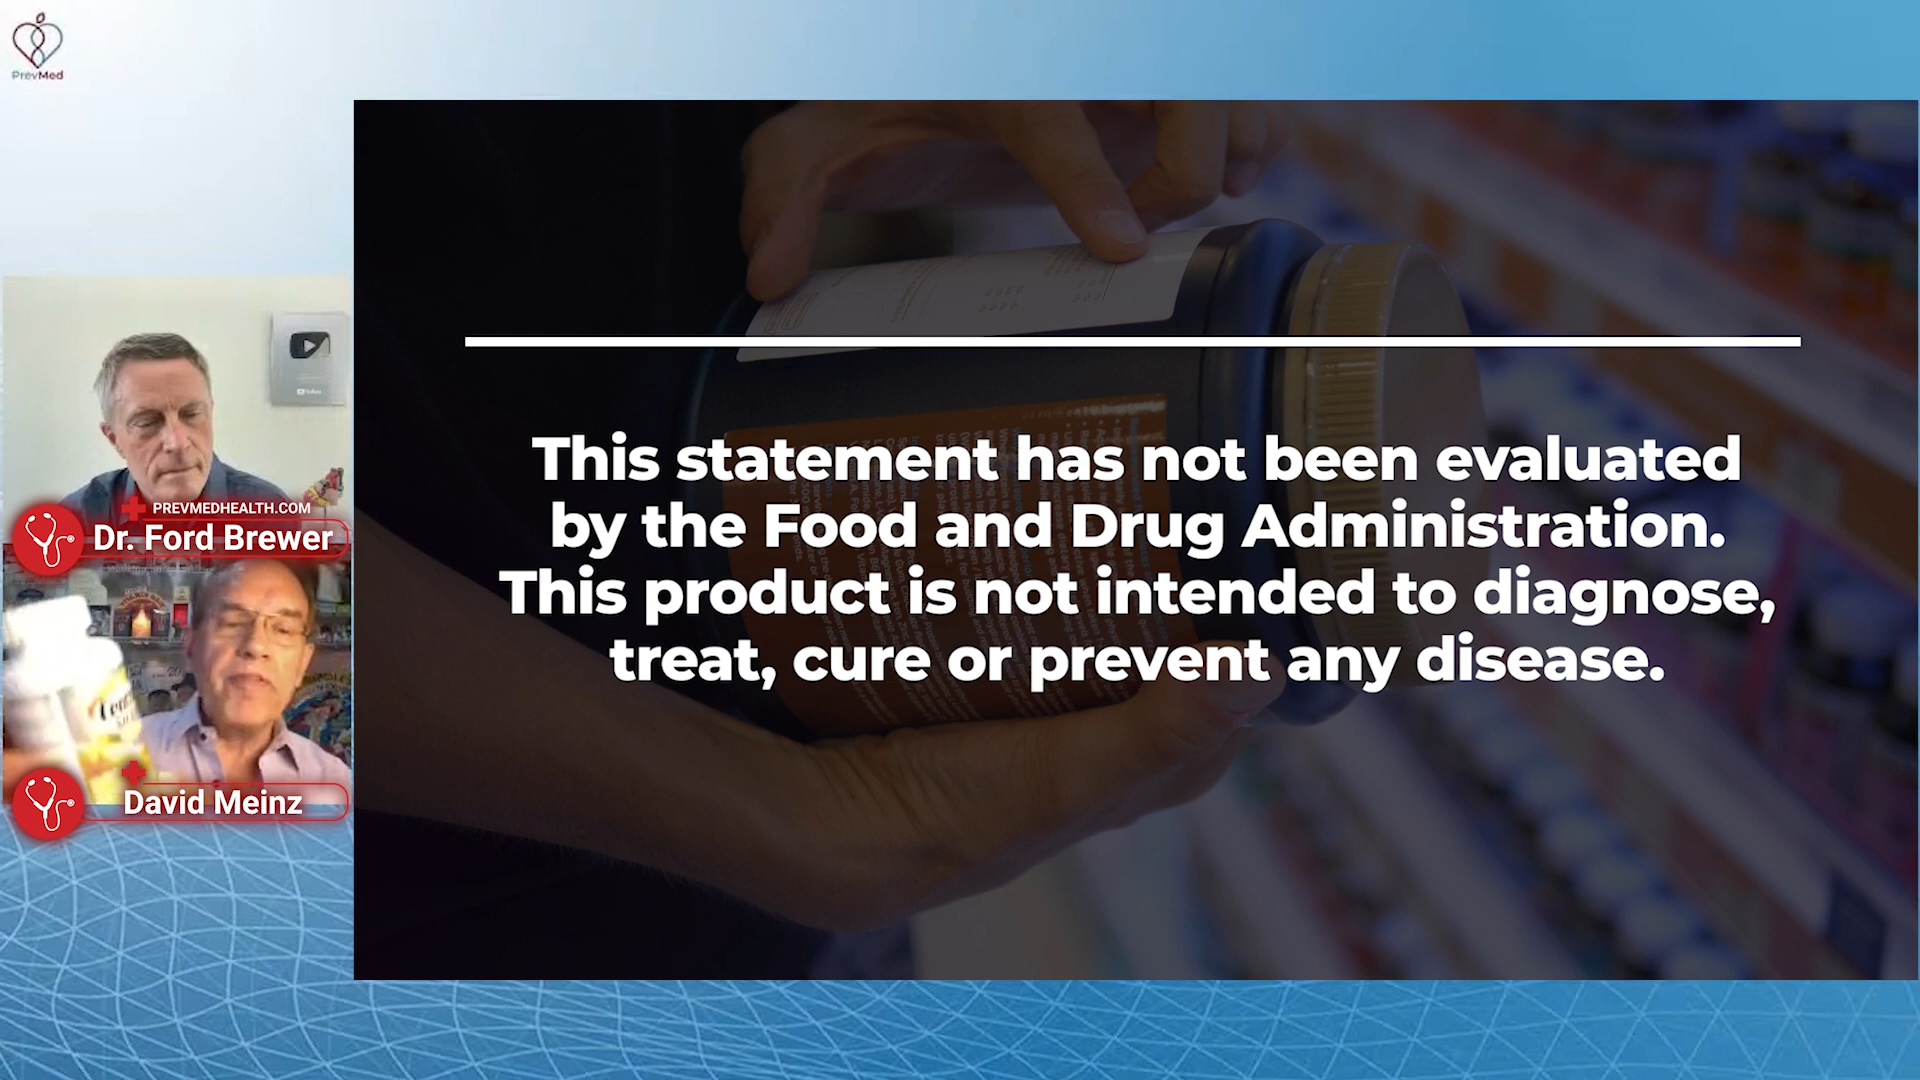 PrevMed
This statement has not been evaluated
by the Food and Drug Administration.
This product is not intended to diagnose,
treat, cure or prevent any disease.
PREVMEDHEALTH.COM
Dr. Ford Brewer
David Meinz